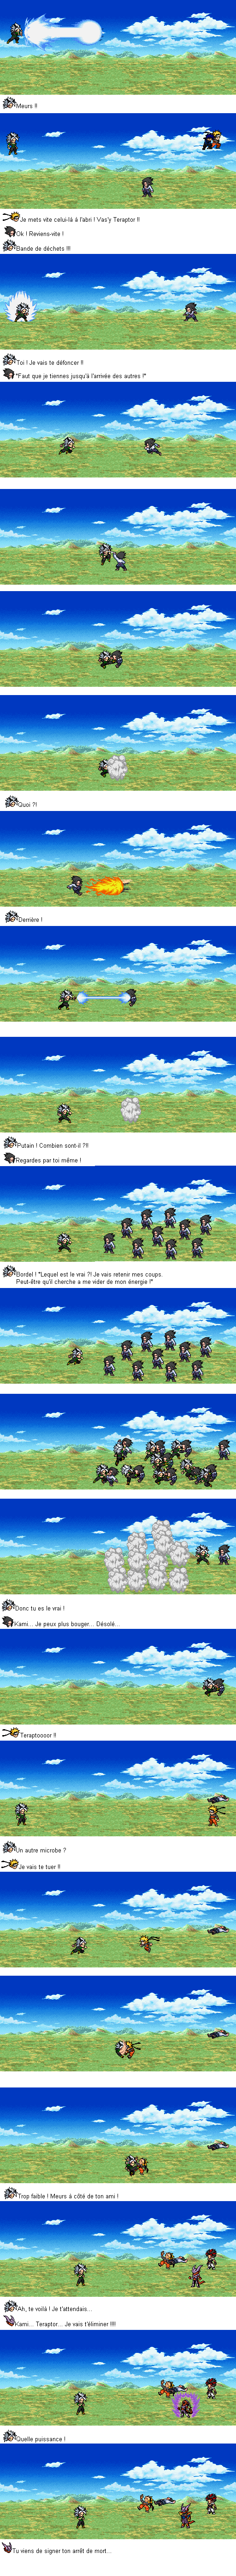 Meurs !!
Je mets vite celui-là à l'abri ! Vas'y Teraptor !!
Ok ! Reviens-vite !
Bande de déchets !!!
Toi ! Je vais te défoncer !!
"Faut que je tiennes jusqu'à l'arrivée des autres !"
Quoi ?!
Derrière !
Putain ! Combien sont-il ?!!
Regardes par toi même !
Bordel ! "Lequel est le vrai ?! Je vais retenir mes coups.
Peut-être qu'il cherche a me vider de mon énergie !"
Donc tu es le vrai !
Kami... Je peux plus bouger... Désolé...
Teraptoooor !!
Un autre microbe ?
Je vais te tuer !!
Trop faible ! Meurs à côté de ton ami !
Ah, te voilà ! Je t'attendais...
Kami... Teraptor... Je vais t'éliminer !!!!
Quelle puissance !
Tu viens de signer ton arrêt de mort...